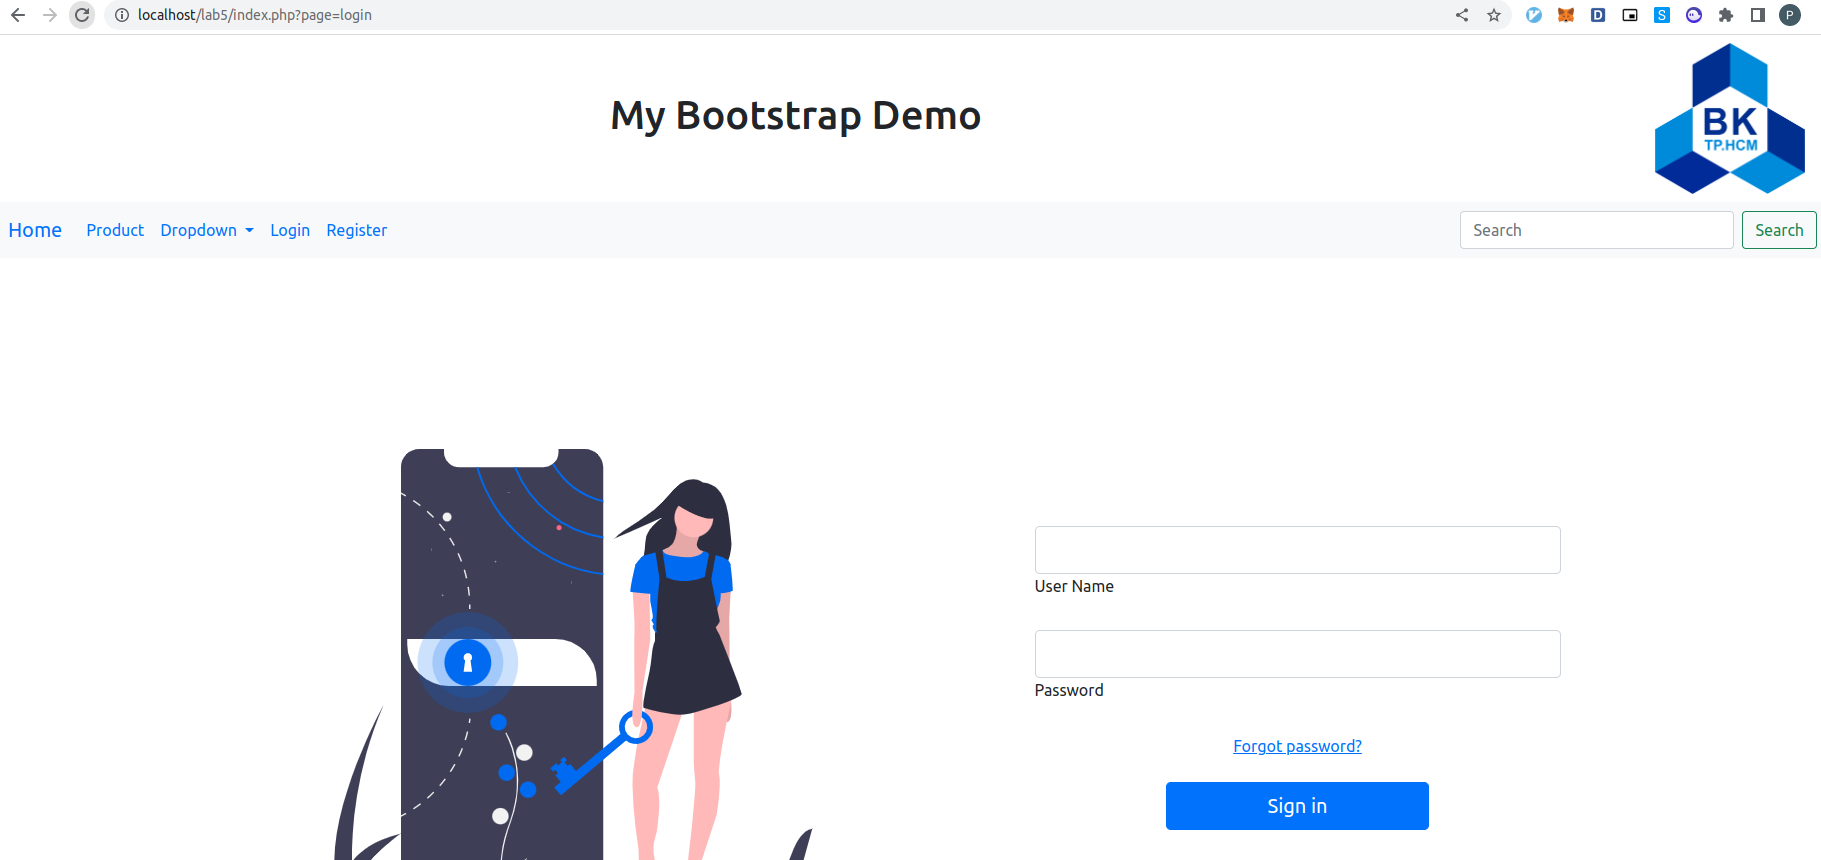 localhost/lab5/index.php?page=login
D
S
P
My Bootstrap Demo
BK
TP.HCM
Home Product Dropdown Login Register Search Search
User Name
Password
Forgot password?
Sign in